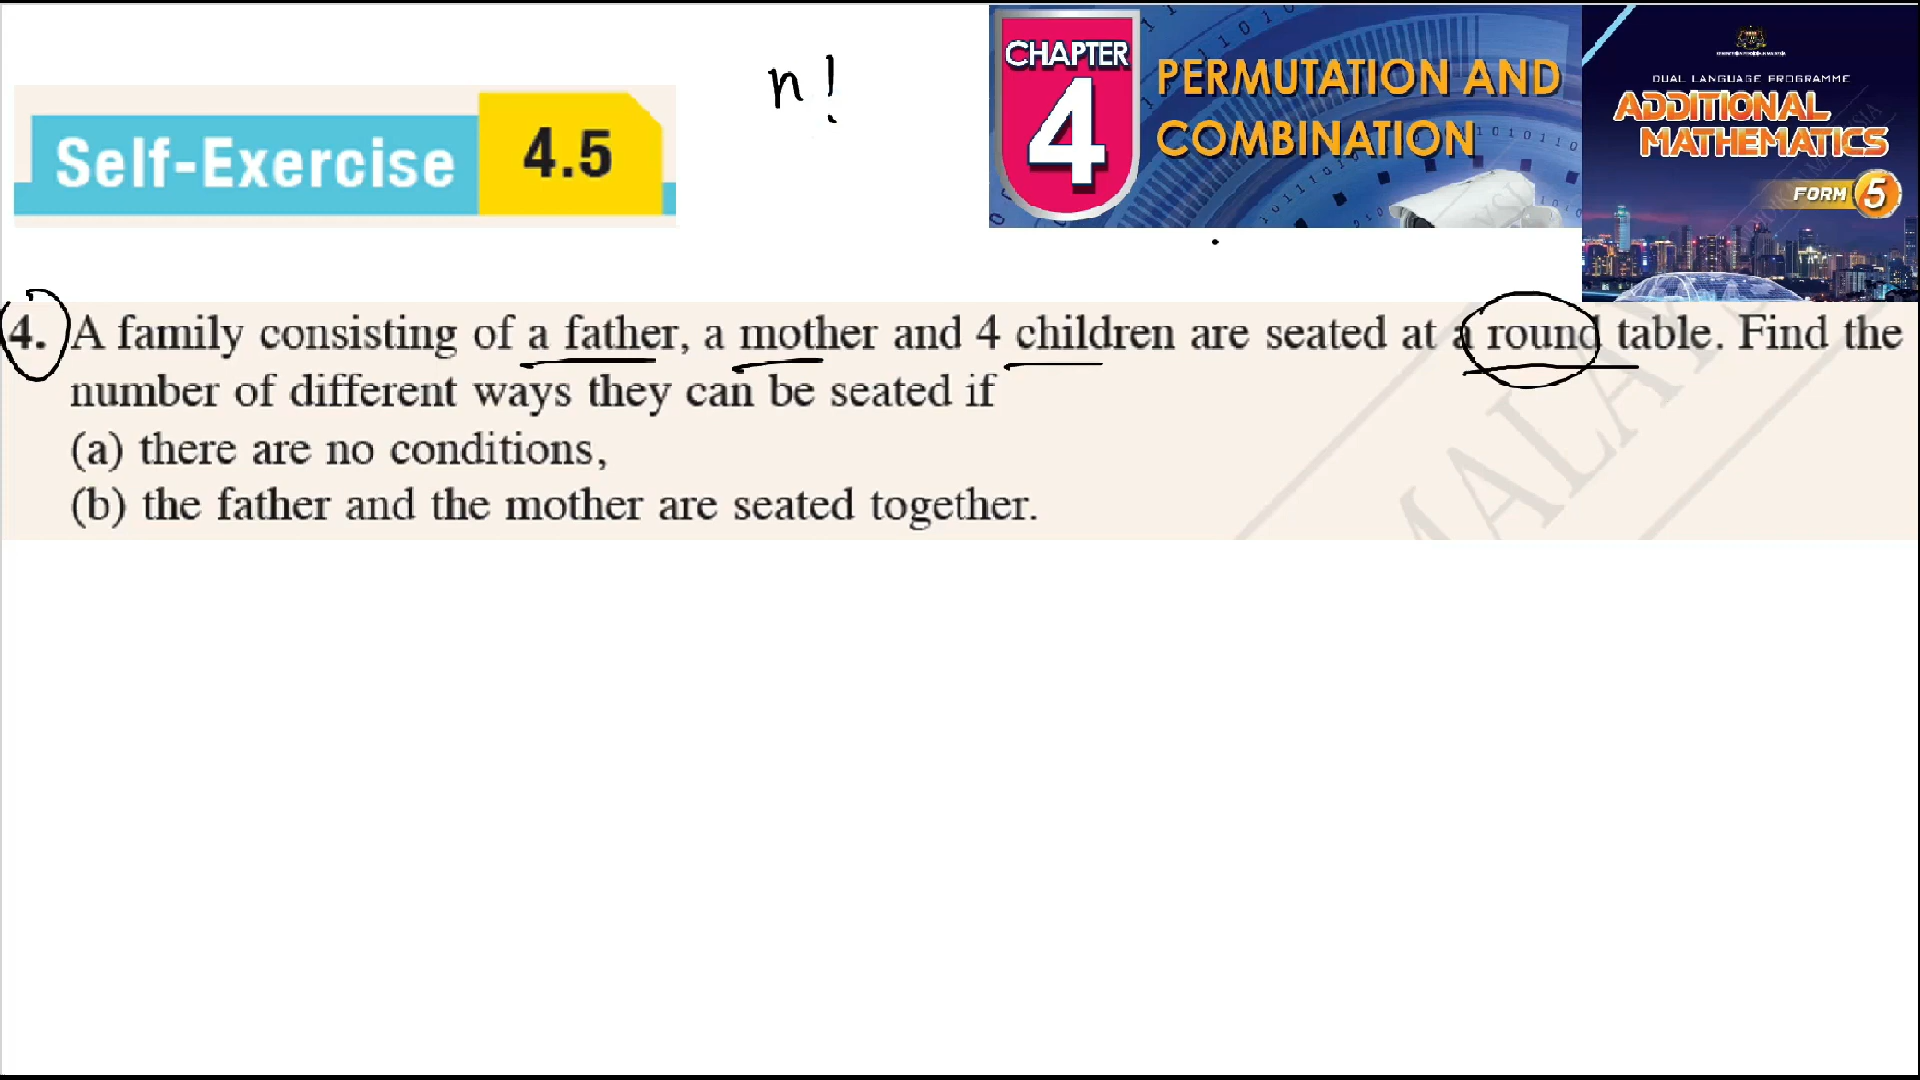 n!
Self-Exercise 4.5
CHAPTER
4
PERMUTATION AND
COMBINATION
DUAL LANGUAGE PROGRAMME
ADDITIONAL
MATHEMATICS
FORM 5
4. A family consisting of a father, a mother and 4 children are seated at a round table. Find the
number of different ways they can be seated if
(a) there are no conditions,
(b) the father and the mother are seated together.